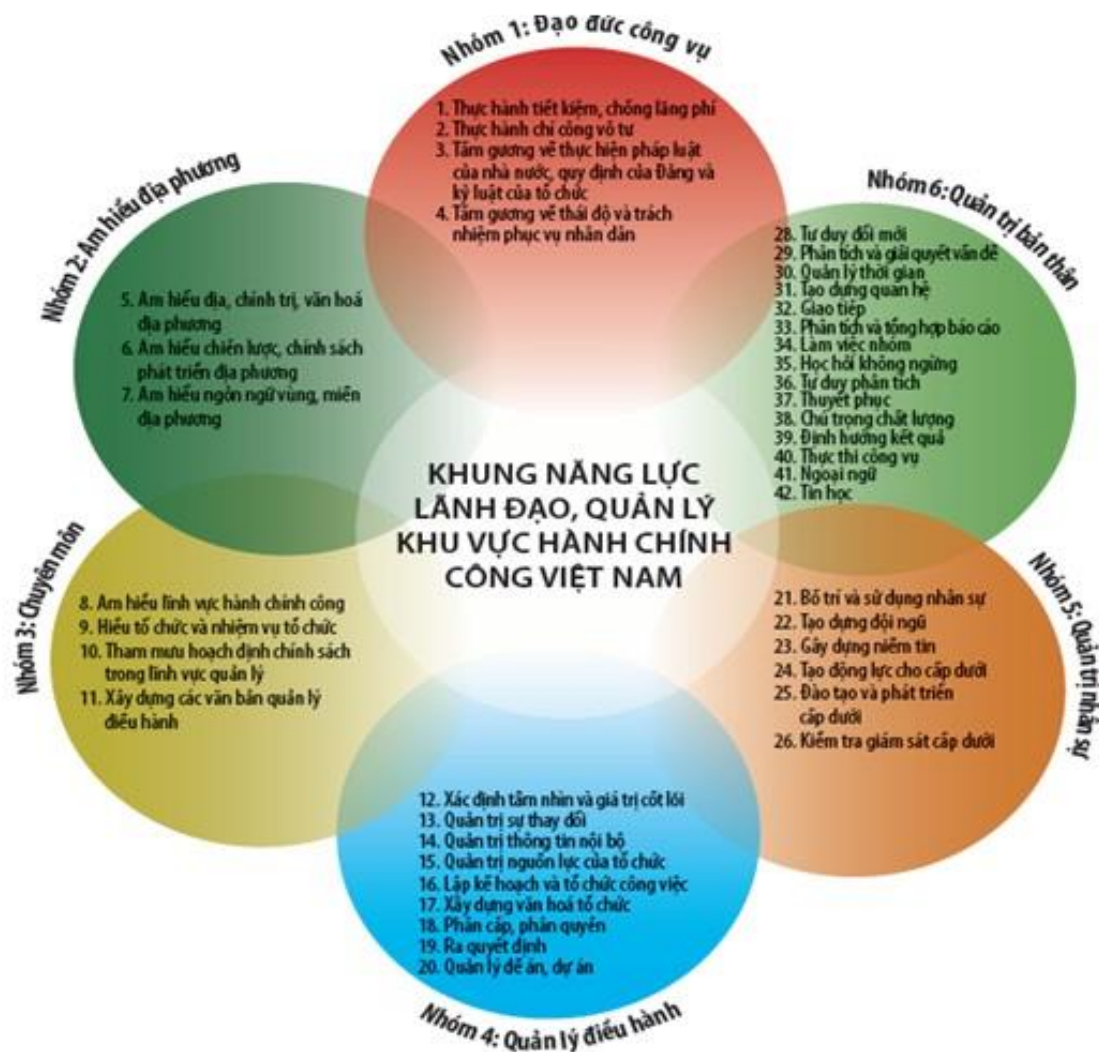 Nhóm 1: Đạo đức công vụ
1. Thực hành tiết kiệm, chống lãng phí
2. Thực hành chí công vô tư
3. Tấm gương về thực hiện pháp luật
của nhà nước, quy định của Đảng và
kỷ luật của tổ chức
4. Tấm gương về thái độ và trách
nhiệm phục vụ nhân dân
Nhóm 2: Am hiểu địa phương
5. Am hiểu địa, chính trị, văn hoá
địa phương
6. Am hiểu chiến lược, chính sách
phát triển địa phương
7. Am hiểu ngôn ngữ vùng, miền
địa phương
Nhóm 3: Chuyên môn
8. Am hiểu lĩnh vực hành chính công
9. Hiểu tổ chức và nhiệm vụ tổ chức
10. Tham mưu hoạch định chính sách
trong lĩnh vực quản lý
11. Xây dựng các văn bản quản lý
điều hành
KHUNG NĂNG LỰC
LÃNH ĐẠO, QUẢN LÝ
KHU VỰC HÀNH CHÍNH
CÔNG VIỆT NAM
12. Xác định tầm nhìn và giá trị cốt lõi
13. Quản trị sự thay đổi
14. Quản trị thông tin nội bộ
15. Quản trị nguồn lực của tổ chức
16. Lập kế hoạch và tổ chức công việc
17. Xây dựng văn hoá tổ chức
18. Phân cấp, phân quyền
19. Ra quyết định
20. Quản lý đề án, dự án
Nhóm 4: Quản lý điều hành
Nhóm 5: Quản trị nhân sự
21. Bố trí và sử dụng nhân sự
22. Tạo dựng đội ngũ
23. Gây dựng niềm tin
24. Tạo động lực cho cấp dưới
25. Đào tạo và phát triển
cấp dưới
26. Kiểm tra giám sát cấp dưới
Nhóm 6: Quản trị bản thân
28. Tư duy đổi mới
29. Phân tích và giải quyết vấn đề
30. Quản lý thời gian
31. Tạo dựng quan hệ
32. Giao tiếp
33. Phân tích và tổng hợp báo cáo
34. Làm việc nhóm
35. Học hỏi không ngừng
36. Tư duy phân tích
37. Thuyết phục
38. Chú trọng chất lượng
39. Định hướng kết quả
40. Thực thi công vụ
41. Ngoại ngữ
42. Tin học